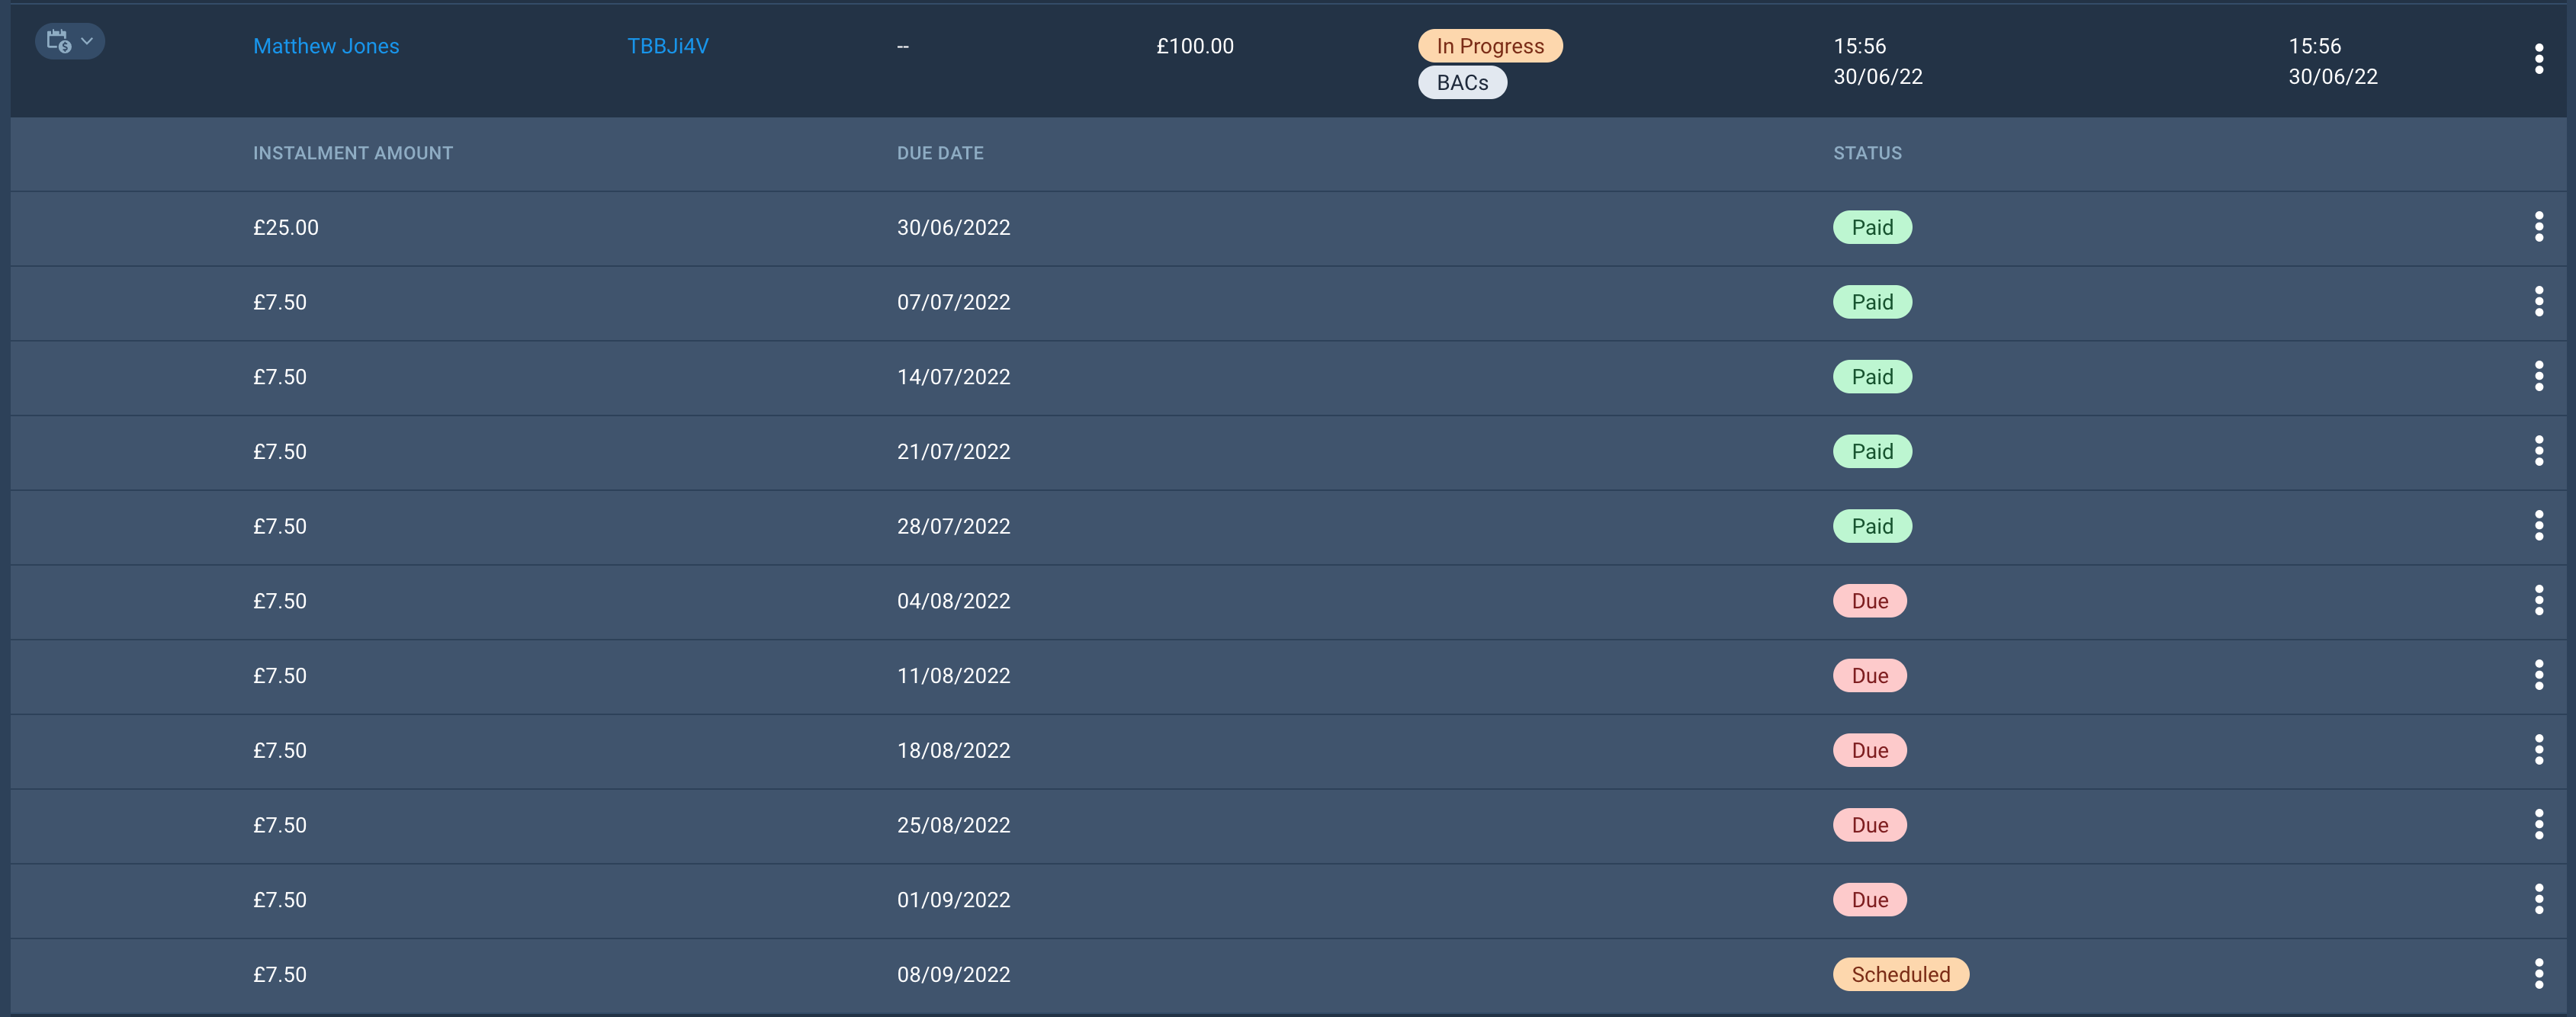 Matthew Jones TBBJi4V -- £100.00 In Progress 15:56 15:56
BACs 30/06/22 30/06/22
INSTALMENT AMOUNT DUE DATE STATUS
£25.00 30/06/2022 Paid
£7.50 07/07/2022 Paid
£7.50 14/07/2022 Paid
£7.50 21/07/2022 Paid
£7.50 28/07/2022 Paid
£7.50 04/08/2022 Due
£7.50 11/08/2022 Due
£7.50 18/08/2022 Due
£7.50 25/08/2022 Due
£7.50 01/09/2022 Due
£7.50 08/09/2022 Scheduled